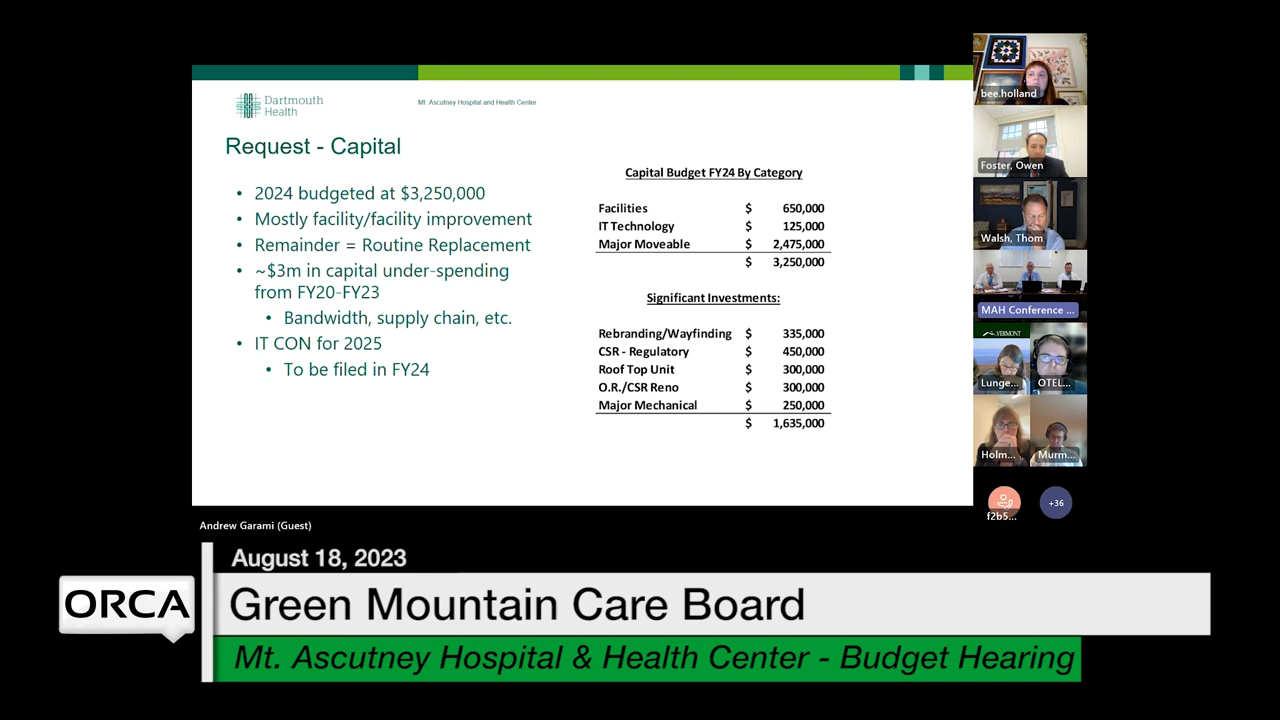 Dartmouth
Health
Mt. Ascutney Hospital and Health Center
Request - Capital
• 2024 budgeted at $3,250,000
• Mostly facility/facility improvement
• Remainder = Routine Replacement
• ~$3m in capital under-spending
from FY20-FY23
• Bandwidth, supply chain, etc.
• IT CON for 2025
• To be filed in FY24
Capital Budget FY24 By Category
Facilities $ 650,000
IT Technology $ 125,000
Major Moveable $ 2,475,000
$ 3,250,000
Significant Investments:
Rebranding/Wayfinding $ 335,000
CSR - Regulatory $ 450,000
Roof Top Unit $ 300,000
O.R./CSR Reno $ 300,000
Major Mechanical $ 250,000
$ 1,635,000
bee.holland
Foster, Owen
Walsh, Thom
MAH Conference ...
VERMONT
Lunge... OTEL...
Holm... Murm...
f2b5... +36
Andrew Garami (Guest)
August 18, 2023
ORCA
Green Mountain Care Board
Mt. Ascutney Hospital & Health Center - Budget Hearing